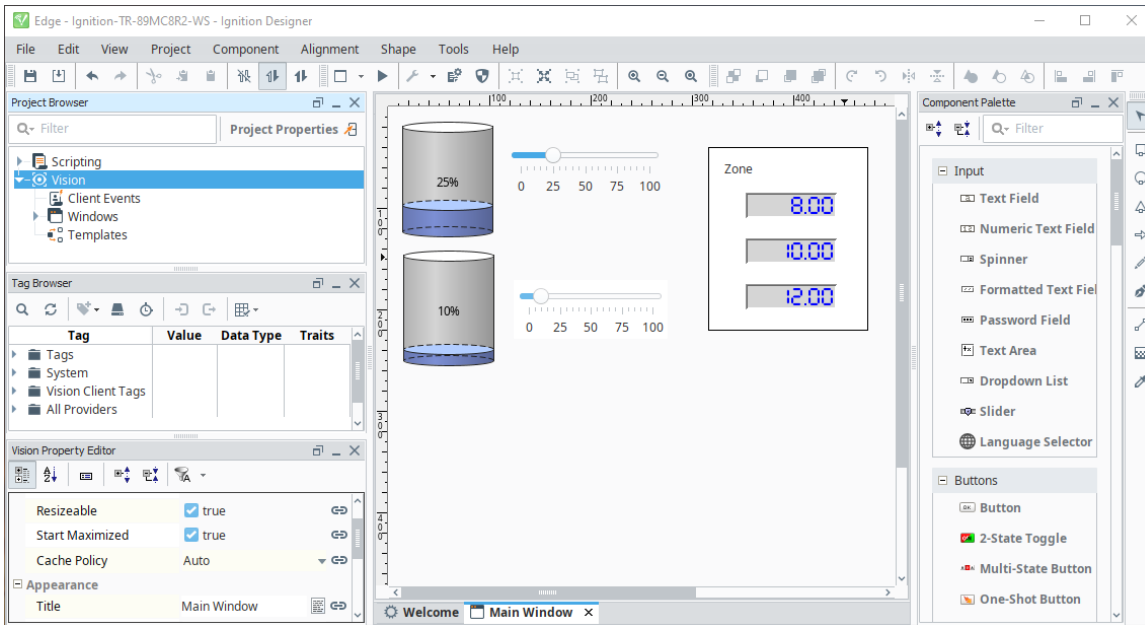 Edge - Ignition-TR-89MC8R2-WS - Ignition Designer
File Edit View Project Component Alignment Shape Tools Help
Project Browser
Filter
Project Properties
Scripting
Vision
Client Events
Windows
Templates
Tag Browser
Tag Value Data Type Traits
Tags
System
Vision Client Tags
All Providers
Vision Property Editor
Resizeable true
Start Maximized true
Cache Policy Auto
Appearance
Title Main Window
100 200 300 400
100
200
300
400
25%
0 25 50 75 100
10%
0 25 50 75 100
Zone
8.00
10.00
12.00
Welcome Main Window
Component Palette
Filter
Input
Text Field
Numeric Text Field
Spinner
Formatted Text Fiel
Password Field
Text Area
Dropdown List
Slider
Language Selector
Buttons
OK Button
2-State Toggle
Multi-State Button
One-Shot Button